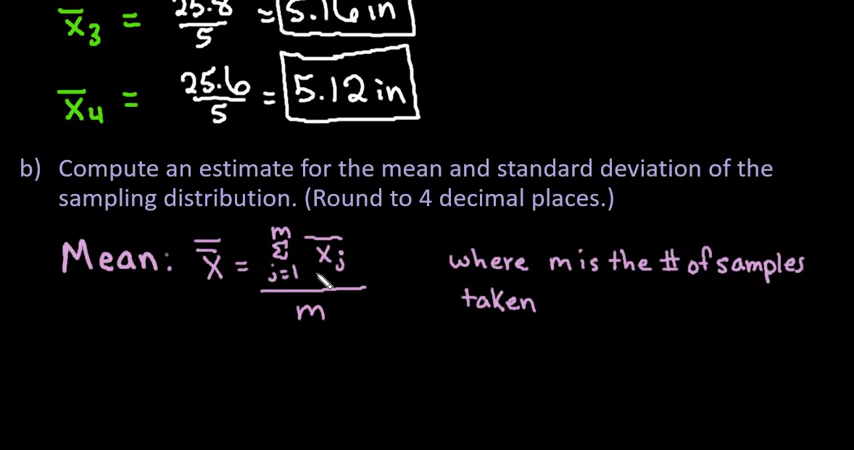 x̄₃ = 25.8/5 = 5.16 in
x̄₄ = 25.6/5 = 5.12 in
b) Compute an estimate for the mean and standard deviation of the
sampling distribution. (Round to 4 decimal places.)
Mean: x̿ = (m Σ j=1 x̄ⱼ)/m where m is the # of samples
taken